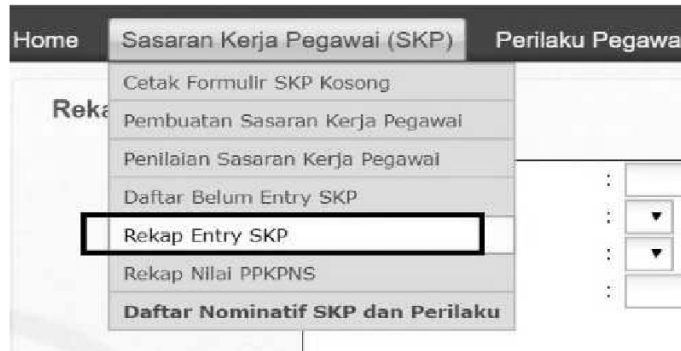 Home Sasaran Kerja Pegawai (SKP) Perilaku Pegawa
Cetak Formulir SKP Kosong
Reka
Pembuatan Sasaran Kerja Pegawai
Penilaian Sasaran Kerja Pegawai
:
Daftar Belum Entry SKP
:
Rekap Entry SKP
:
Rekap Nilai PPKPNS
:
Daftar Nominatif SKP dan Perilaku